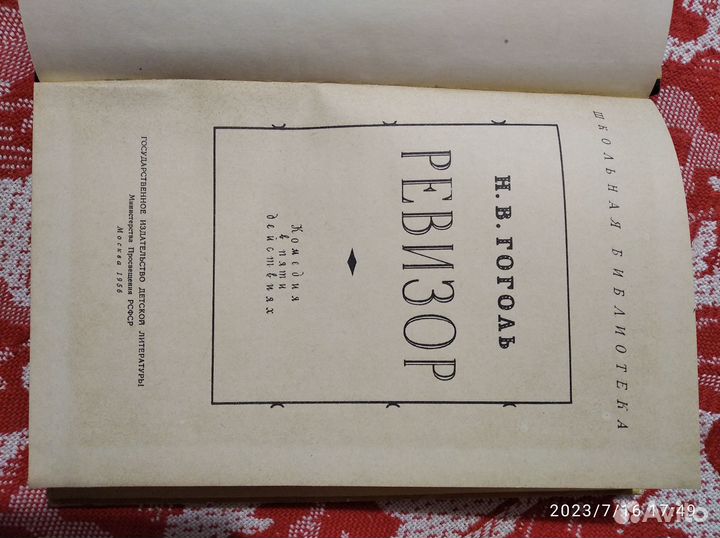 ШКОЛЬНАЯ БИБЛИОТЕКА
Н. В. ГОГОЛЬ
РЕВИЗОР
Комедия
в пяти
действиях
ГОСУДАРСТВЕННОЕ ИЗДАТЕЛЬСТВО ДЕТСКОЙ ЛИТЕРАТУРЫ
Министерства Просвещения РСФСР
Москва 1956
2023/7/16 17:49
Avito